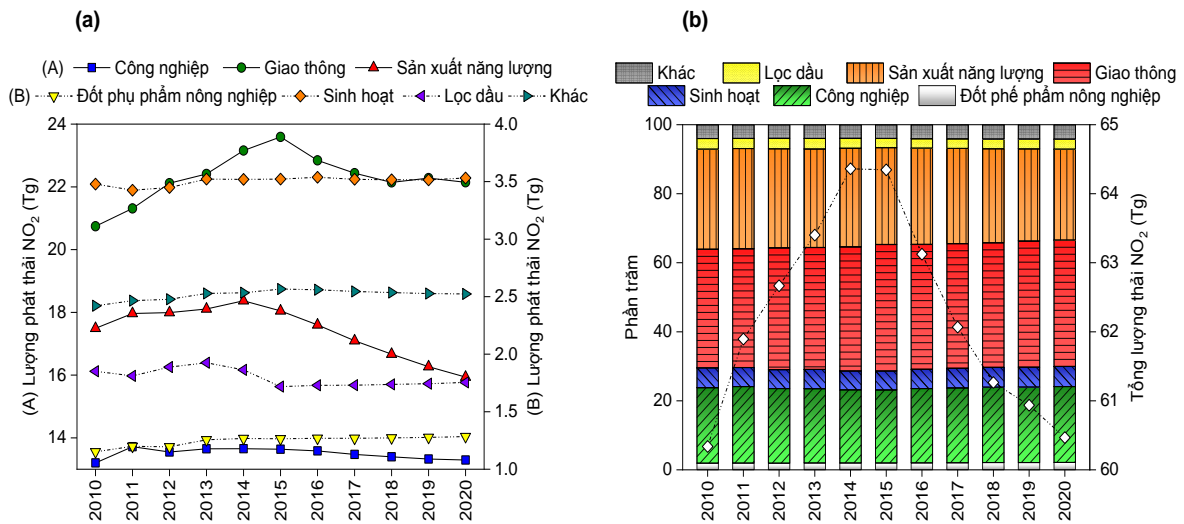 (a)
(A) Công nghiệp Giao thông Sản xuất năng lượng
(B) Đốt phụ phẩm nông nghiệp Sinh hoạt Lọc dầu Khác
(A) Lượng phát thải NO₂ (Tg)
24
22
20
18
16
14
4.0
3.5
3.0
2.5
2.0
1.5
1.0
(B) Lượng phát thải NO₂ (Tg)
2010 2011 2012 2013 2014 2015 2016 2017 2018 2019 2020
(b)
Khác Lọc dầu Sản xuất năng lượng Giao thông
Sinh hoạt Công nghiệp Đốt phế phẩm nông nghiệp
Phần trăm
100
80
60
40
20
0
65
64
63
62
61
60
Tổng lượng thải NO₂ (Tg)
2010 2011 2012 2013 2014 2015 2016 2017 2018 2019 2020